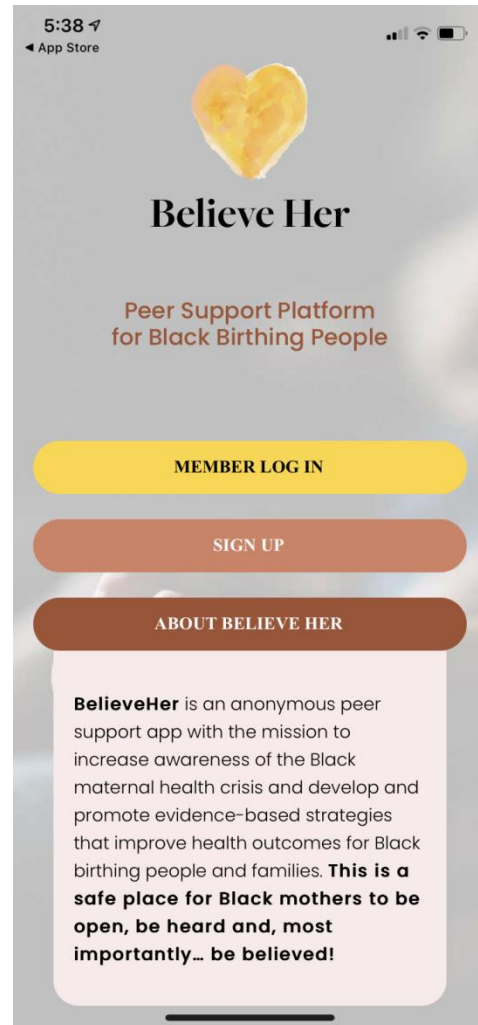 5:38
◀ App Store
Believe Her
Peer Support Platform
for Black Birthing People
MEMBER LOG IN
SIGN UP
ABOUT BELIEVE HER
BelieveHer is an anonymous peer
support app with the mission to
increase awareness of the Black
maternal health crisis and develop and
promote evidence-based strategies
that improve health outcomes for Black
birthing people and families. This is a
safe place for Black mothers to be
open, be heard and, most
importantly… be believed!